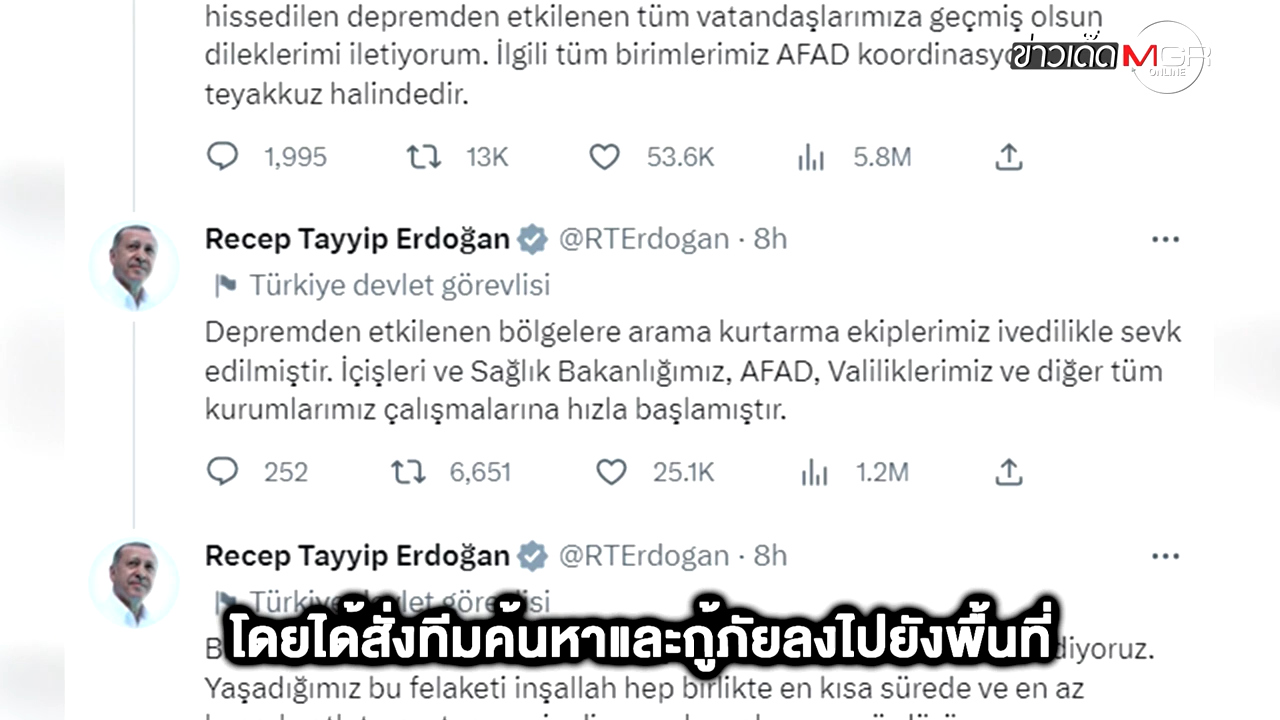 hissedilen depremden etkilenen tüm vatandaşlarımıza geçmiş olsun
dileklerimi iletiyorum. İlgili tüm birimlerimiz AFAD
ข่าวเด็ด MGR
ONLINE
teyakkuz halindedir.
1,995 13K 53.6K 5.8M
Recep Tayyip Erdoğan @RTErdogan · 8h
Türkiye devlet görevlisi
Depremden etkilenen bölgelere arama kurtarma ekiplerimiz ivedilikle sevk
edilmiştir. İçişleri ve Sağlık Bakanlığımız, AFAD, Valiliklerimiz ve diğer tüm
kurumlarımız çalışmalarına hızla başlamıştır.
252 6,651 25.1K 1.2M
Recep Tayyip Erdoğan @RTErdogan · 8h
Türkiye devlet görevlisi
โดยได้สั่งทีมค้นหาและกู้ภัยลงไปยังพื้นที่
Yaşadığımız bu felaketi inşallah hep birlikte en kısa sürede ve en az